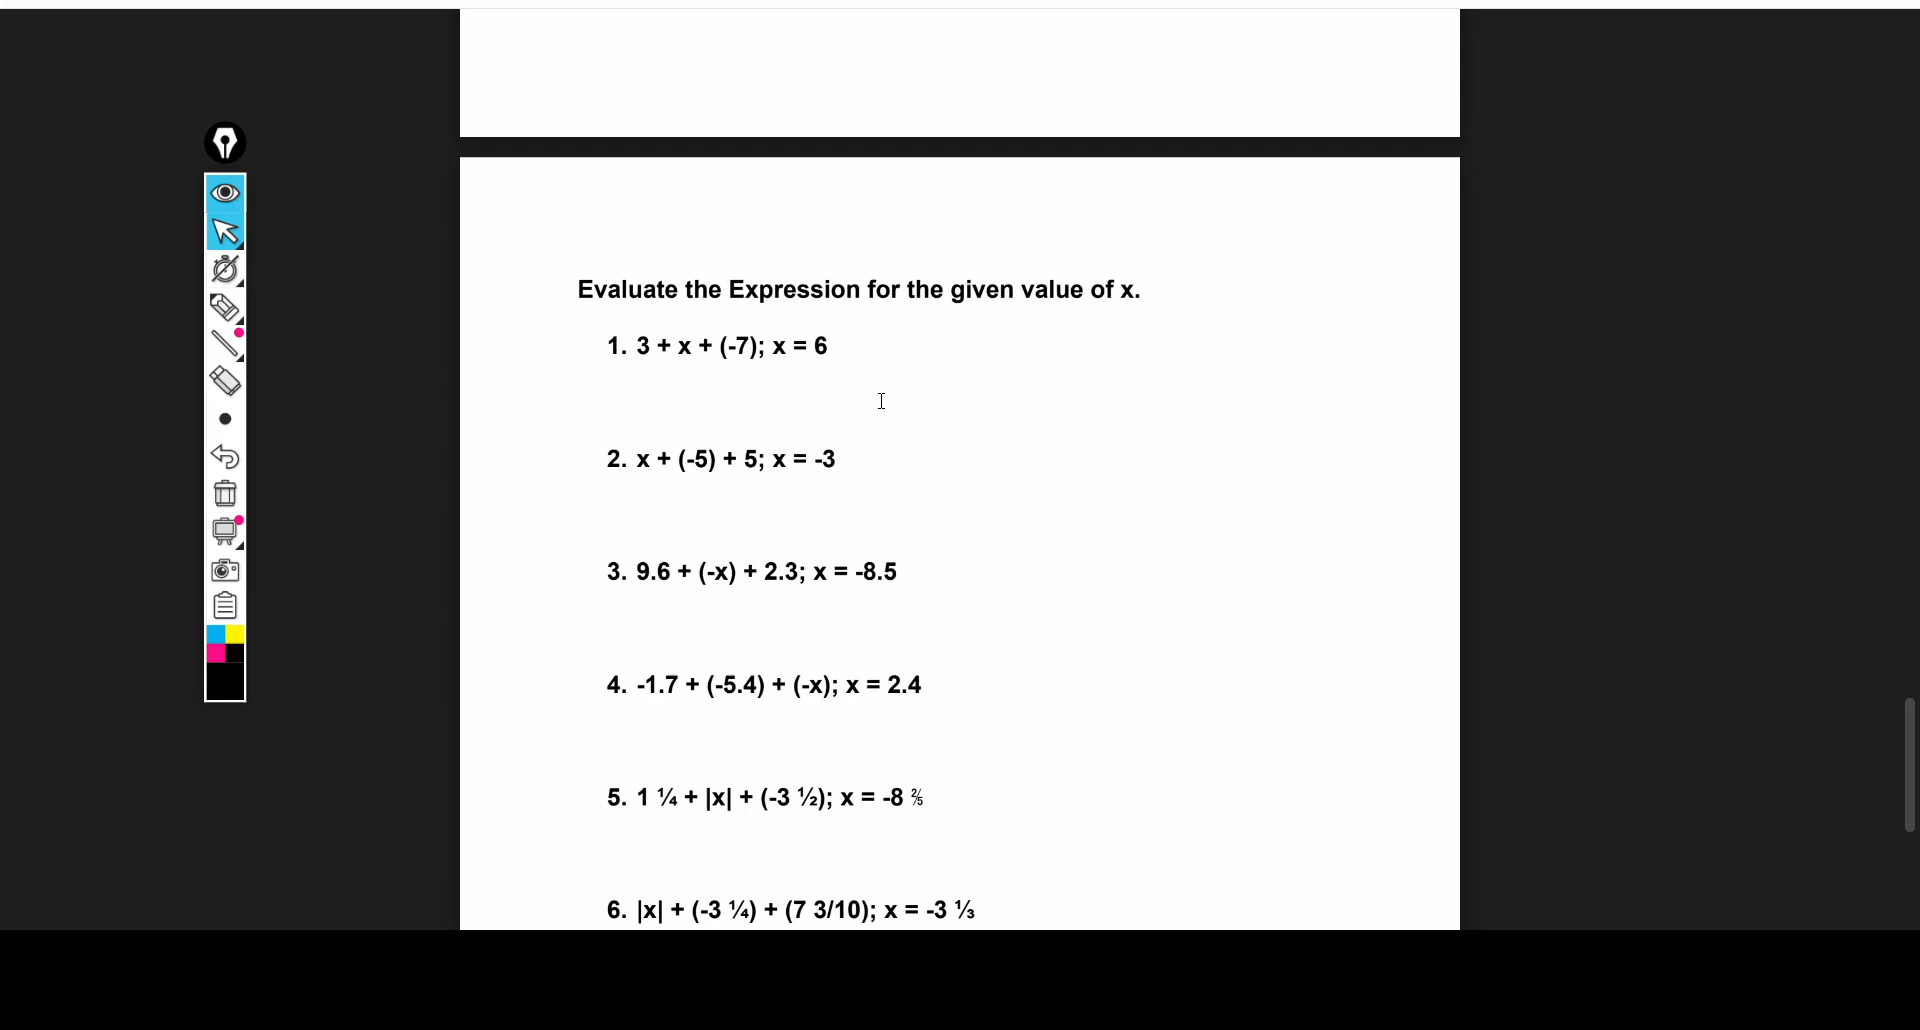 Evaluate the Expression for the given value of x.
1. 3 + x + (-7); x = 6
2. x + (-5) + 5; x = -3
3. 9.6 + (-x) + 2.3; x = -8.5
4. -1.7 + (-5.4) + (-x); x = 2.4
5. 1 ¼ + |x| + (-3 ½); x = -8 ⅖
6. |x| + (-3 ¼) + (7 3/10); x = -3 ⅓